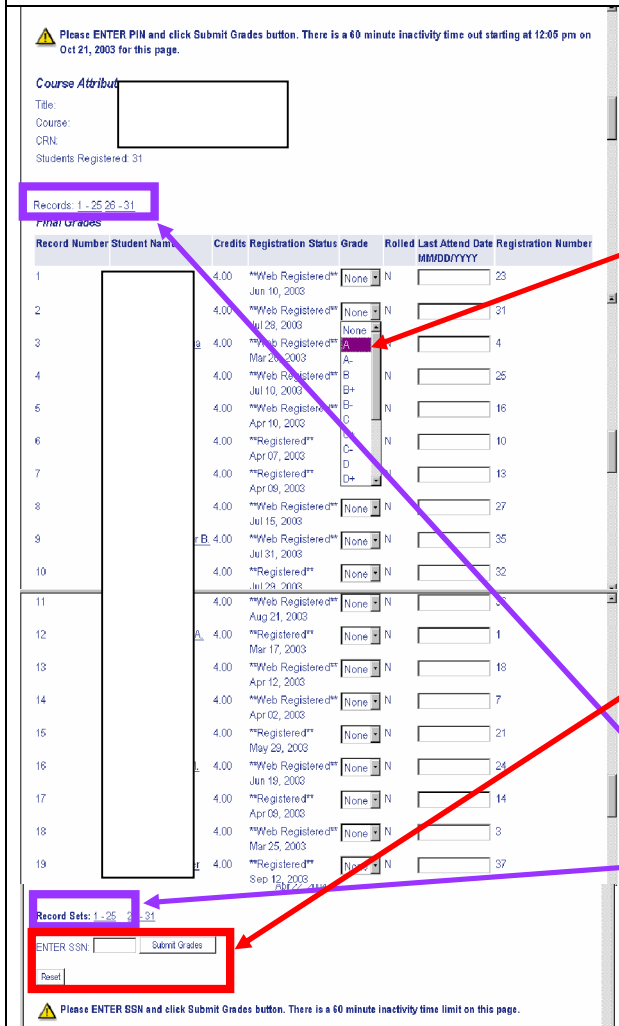 Please ENTER PIN and click Submit Grades button. There is a 60 minute inactivity time out starting at 12:05 pm on
Oct 21, 2003 for this page.
Course Attribut
Title:
Course:
CRN:
Students Registered: 31
Records: 1 - 25 26 - 31
Final Grades
Record Number Student Name Credits Registration Status Grade Rolled Last Attend Date Registration Number
MM/DD/YYYY
1 4.00 **Web Registered** None N 23
Jun 10, 2003
2 4.00 **Web Registered** None N 31
Jul 28, 2003 None
3 a 4.00 **Web Registered** A N 4
Mar 26, 2003 A-
4 4.00 **Web Registered** B N 25
Jul 10, 2003 B+
5 4.00 **Web Registered** B- N 16
Apr 10, 2003 C
6 4.00 **Registered** C- N 10
Apr 07, 2003 D
7 4.00 **Registered** D+ N 13
Apr 09, 2003
8 4.00 **Web Registered** None N 27
Jul 15, 2003
9 r B. 4.00 **Web Registered** None N 35
Jul 31, 2003
10 4.00 **Registered** None N 32
Jul 29, 2003
11 4.00 **Web Registered** None N
Aug 21, 2003
12 A. 4.00 **Registered** None N 1
Mar 17, 2003
13 4.00 **Web Registered** None N 18
Apr 12, 2003
14 4.00 **Web Registered** None N 7
Apr 02, 2003
15 4.00 **Registered** None N 21
May 29, 2003
16 4.00 **Web Registered** None N 24
Jun 19, 2003
17 4.00 **Registered** None N 14
Apr 09, 2003
18 4.00 **Web Registered** None N 3
Mar 25, 2003
19 er 4.00 **Registered** None N 37
Sep 12, 2003
Record Sets: 1 - 25 - 31
ENTER SSN: Submit Grades
Reset
Please ENTER SSN and click Submit Grades button. There is a 60 minute inactivity time limit on this page.